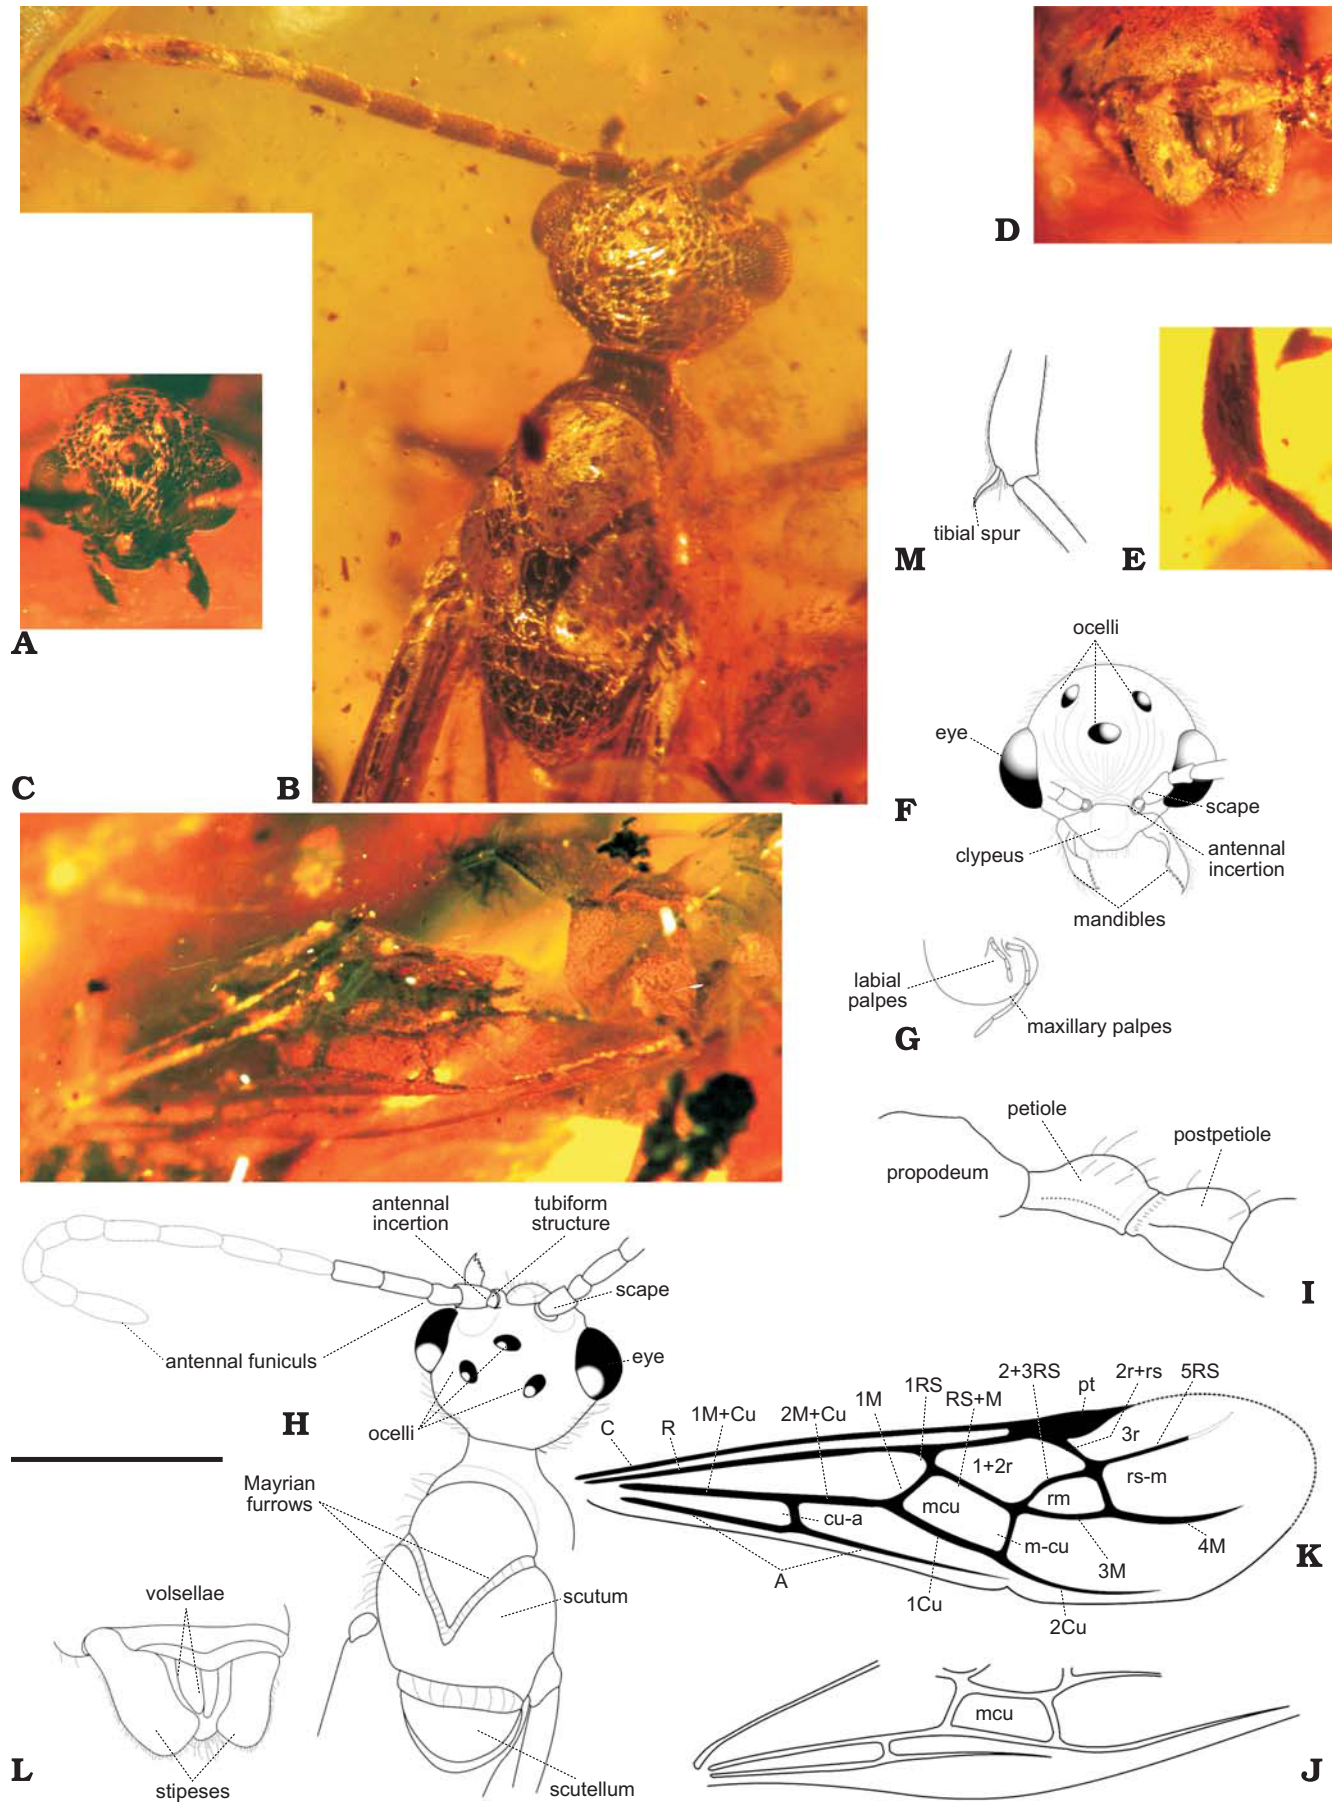 D
tibial spur
M
E
A
ocelli
eye
scape
F
clypeus
antennal
incertion
mandibles
C
B
labial
palpes
maxillary palpes
G
petiole
postpetiole
propodeum
I
antennal
incertion
tubiform
structure
scape
antennal funiculs
eye
ocelli
H
Mayrian
furrows
scutum
scutellum
C
R
1M+Cu
2M+Cu
1M
1RS
RS+M
2+3RS
pt
2r+rs
5RS
3r
1+2r
rs-m
rm
mcu
cu-a
m-cu
3M
4M
A
1Cu
2Cu
K
volsellae
stipeses
L
mcu
J